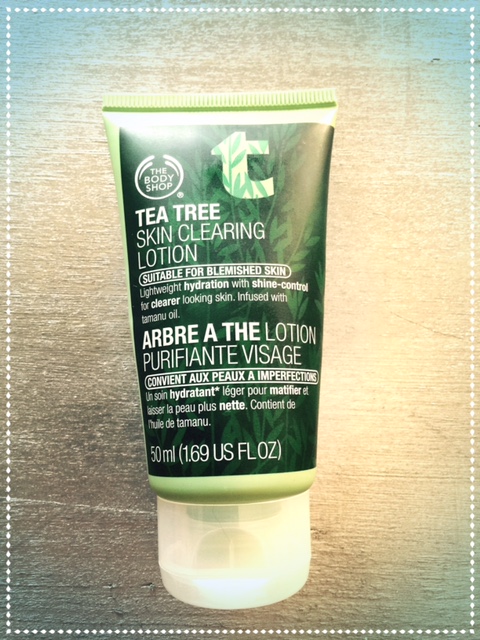 THE
BODY
SHOP®
TEA TREE
SKIN CLEARING
LOTION
SUITABLE FOR BLEMISHED SKIN
Lightweight hydration with shine-control
for clearer looking skin. Infused with
tamanu oil.
ARBRE A THE LOTION
PURIFIANTE VISAGE
CONVIENT AUX PEAUX A IMPERFECTIONS
Un soin hydratant* léger pour matifier et
laisser la peau plus nette. Contient de
l'huile de tamanu.
50 ml (1.69 US FL OZ)